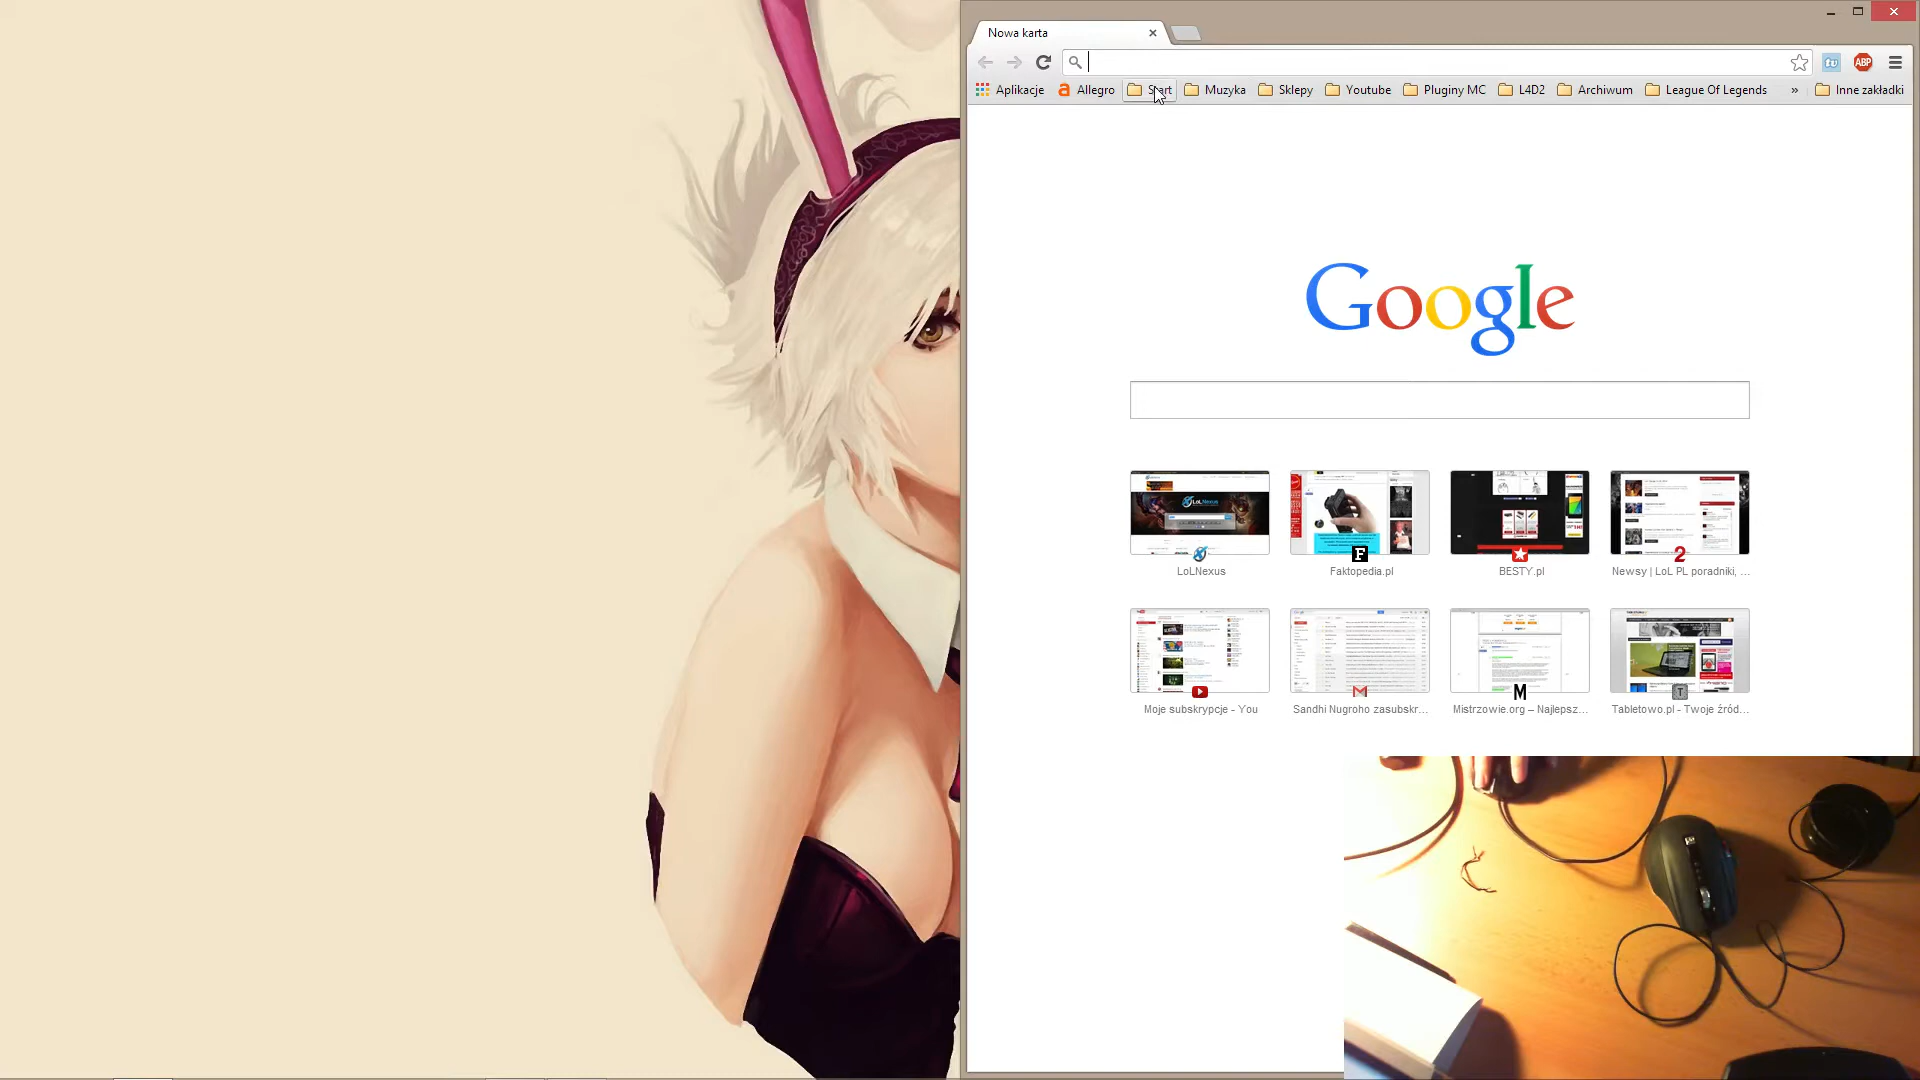 Nowa karta
Aplikacje
Allegro
Start
Muzyka
Sklepy
Youtube
Pluginy MC
L4D2
Archiwum
League Of Legends
»
Inne zakładki
ABP
Google
LoLNexus
Faktopedia.pl
BESTY.pl
Newsy | LoL PL poradniki, ...
Moje subskrypcje - You
Sandhi Nugroho zasubskr...
Mistrzowie.org – Najlepsz...
Tabletowo.pl - Twoje źród...